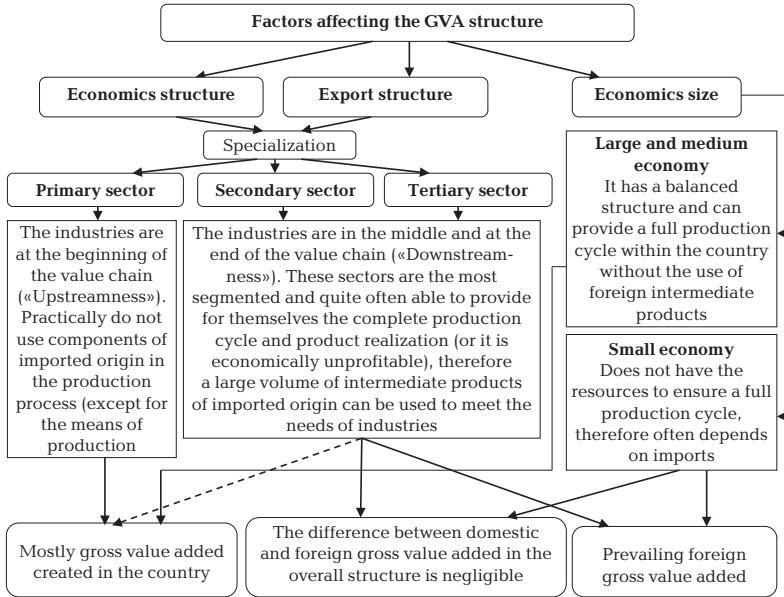 Factors affecting the GVA structure
Economics structure
Export structure
Economics size
Specialization
Primary sector
Secondary sector
Tertiary sector
The industries are
at the beginning of
the value chain
(«Upstreamness»).
Practically do not
use components of
imported origin in
the production
process (except for
the means of
production
The industries are in the middle and at the
end of the value chain («Downstream-
ness»). These sectors are the most
segmented and quite often able to provide
for themselves the complete production
cycle and product realization (or it is
economically unprofitable), therefore
a large volume of intermediate products
of imported origin can be used to meet the
needs of industries
Large and medium
economy
It has a balanced
structure and can
provide a full production
cycle within the country
without the use of
foreign intermediate
products
Small economy
Does not have the
resources to ensure a full
production cycle,
therefore often depends
on imports
Mostly gross value added
created in the country
The difference between domestic
and foreign gross value added in the
overall structure is negligible
Prevailing foreign
gross value added